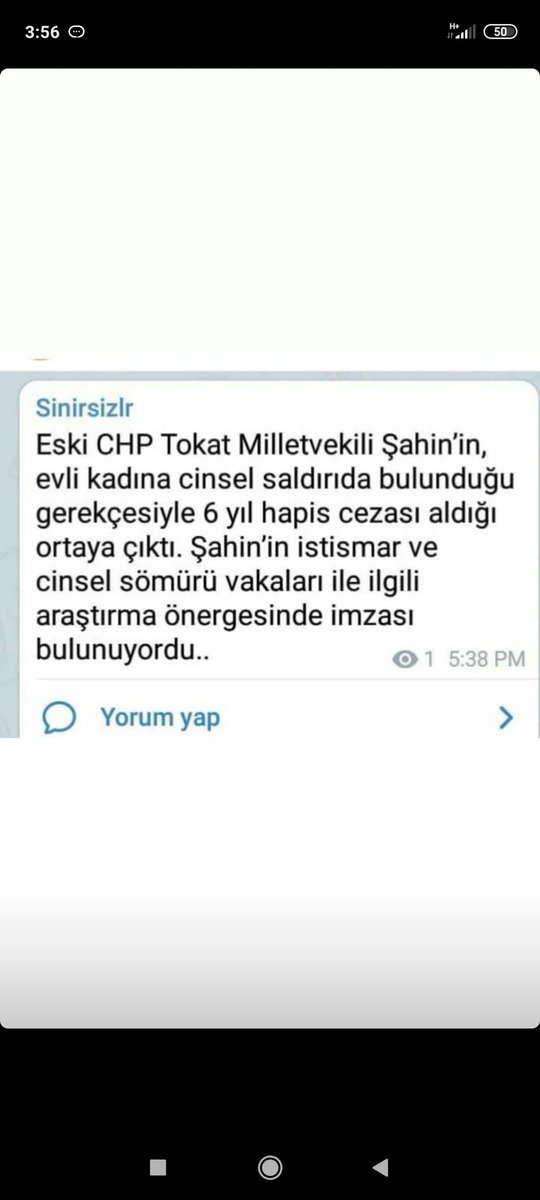 3:56
H+
50
Sinirsizlr
Eski CHP Tokat Milletvekili Şahin’in,
evli kadına cinsel saldırıda bulunduğu
gerekçesiyle 6 yıl hapis cezası aldığı
ortaya çıktı. Şahin’in istismar ve
cinsel sömürü vakaları ile ilgili
araştırma önergesinde imzası
bulunuyordu..
1 5:38 PM
Yorum yap